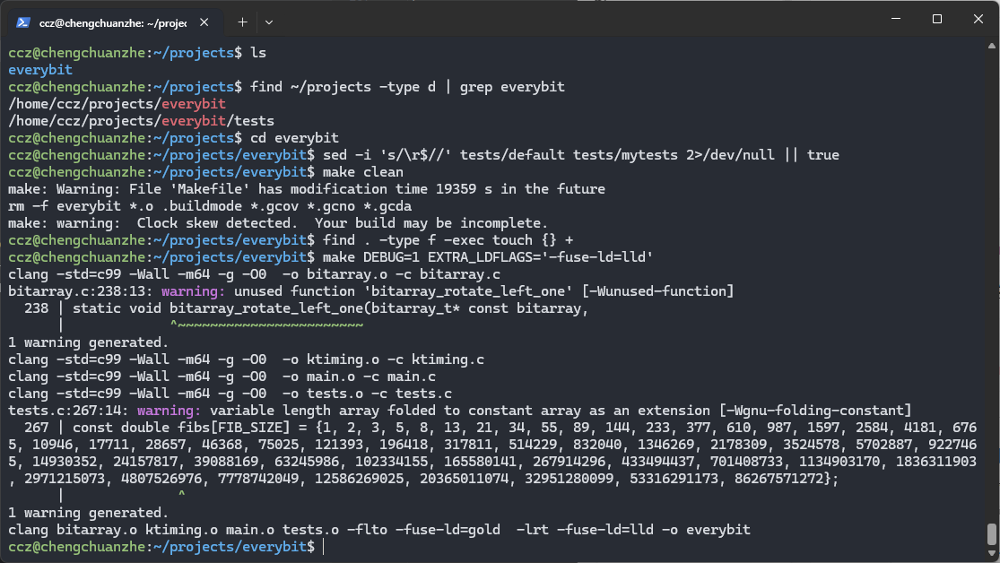 ccz@chengchuanzhe: ~/projec
ccz@chengchuanzhe:~/projects$ ls
everybit
ccz@chengchuanzhe:~/projects$ find ~/projects -type d | grep everybit
/home/ccz/projects/everybit
/home/ccz/projects/everybit/tests
ccz@chengchuanzhe:~/projects$ cd everybit
ccz@chengchuanzhe:~/projects/everybit$ sed -i 's/\r$//' tests/default tests/mytests 2>/dev/null || true
ccz@chengchuanzhe:~/projects/everybit$ make clean
make: Warning: File 'Makefile' has modification time 19359 s in the future
rm -f everybit *.o .buildmode *.gcov *.gcno *.gcda
make: warning:  Clock skew detected.  Your build may be incomplete.
ccz@chengchuanzhe:~/projects/everybit$ find . -type f -exec touch {} +
ccz@chengchuanzhe:~/projects/everybit$ make DEBUG=1 EXTRA_LDFLAGS='-fuse-ld=lld'
clang -std=c99 -Wall -m64 -g -O0  -o bitarray.o -c bitarray.c
bitarray.c:238:13: warning: unused function 'bitarray_rotate_left_one' [-Wunused-function]
  238 | static void bitarray_rotate_left_one(bitarray_t* const bitarray,
      |             ^~~~~~~~~~~~~~~~~~~~~~~~
1 warning generated.
clang -std=c99 -Wall -m64 -g -O0  -o ktiming.o -c ktiming.c
clang -std=c99 -Wall -m64 -g -O0  -o main.o -c main.c
clang -std=c99 -Wall -m64 -g -O0  -o tests.o -c tests.c
tests.c:267:14: warning: variable length array folded to constant array as an extension [-Wgnu-folding-constant]
  267 | const double fibs[FIB_SIZE] = {1, 2, 3, 5, 8, 13, 21, 34, 55, 89, 144, 233, 377, 610, 987, 1597, 2584, 4181, 676
5, 10946, 17711, 28657, 46368, 75025, 121393, 196418, 317811, 514229, 832040, 1346269, 2178309, 3524578, 5702887, 922746
5, 14930352, 24157817, 39088169, 63245986, 102334155, 165580141, 267914296, 433494437, 701408733, 1134903170, 1836311903
, 2971215073, 4807526976, 7778742049, 12586269025, 20365011074, 32951280099, 53316291173, 86267571272};
      |              ^
1 warning generated.
clang bitarray.o ktiming.o main.o tests.o -flto -fuse-ld=gold  -lrt -fuse-ld=lld -o everybit
ccz@chengchuanzhe:~/projects/everybit$